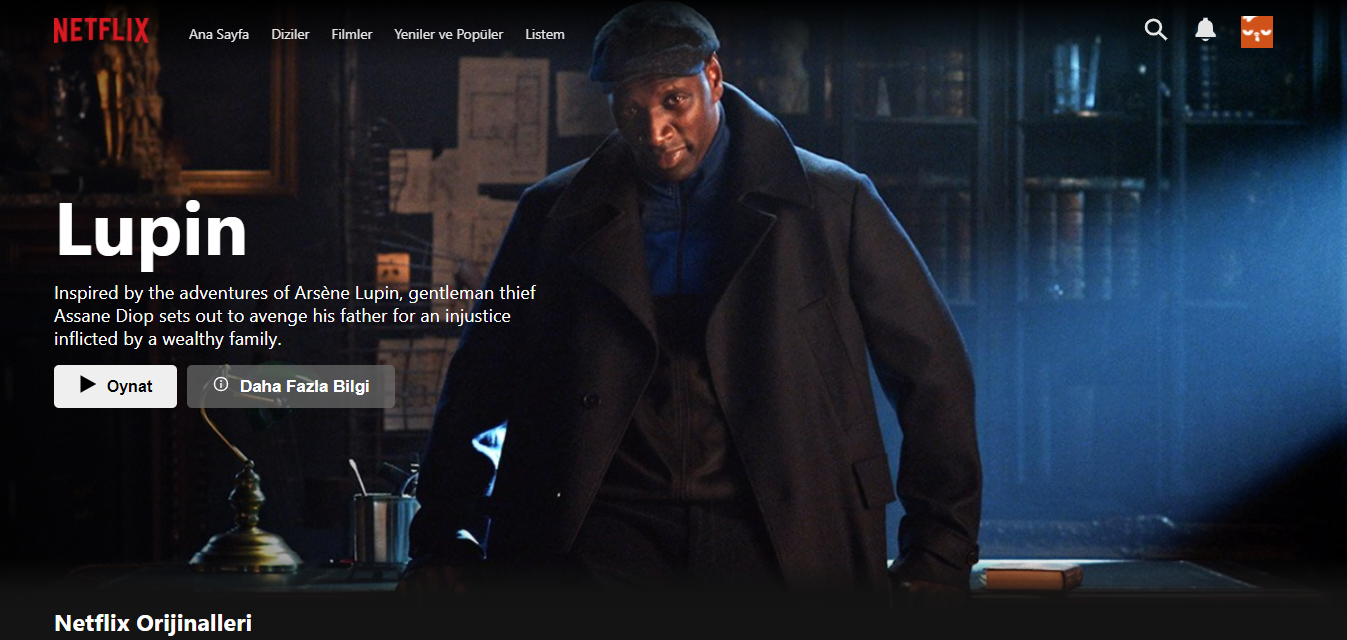 NETFLIX
Ana Sayfa
Diziler
Filmler
Yeniler ve Popüler
Listem
Lupin
Inspired by the adventures of Arsène Lupin, gentleman thief
Assane Diop sets out to avenge his father for an injustice
inflicted by a wealthy family.
Oynat
Daha Fazla Bilgi
Netflix Orijinalleri